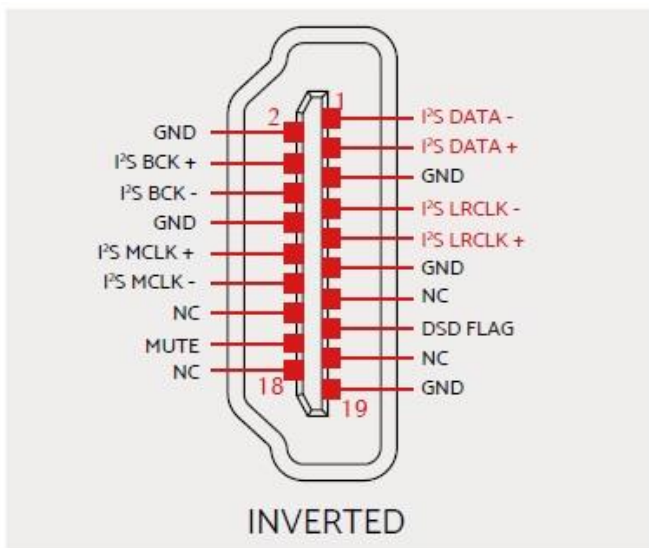 2
GND
I²S BCK +
I²S BCK -
GND
I²S MCLK +
I²S MCLK -
NC
MUTE
NC
18
1
I²S DATA -
I²S DATA +
GND
I²S LRCLK -
I²S LRCLK +
GND
NC
DSD FLAG
NC
GND
19
INVERTED